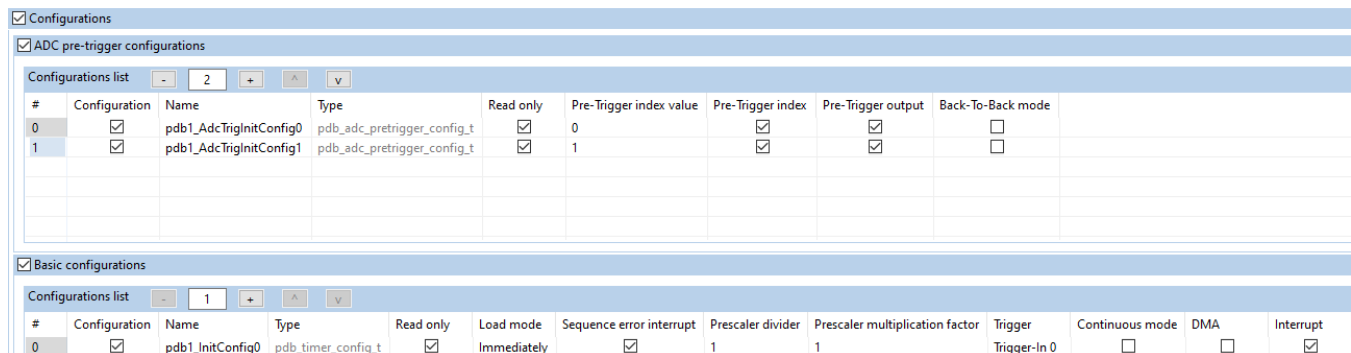 Configurations
ADC pre-trigger configurations
Configurations list - 2 + ^ v
# Configuration Name Type Read only Pre-Trigger index value Pre-Trigger index Pre-Trigger output Back-To-Back mode
0 pdb1_AdcTrigInitConfig0 pdb_adc_pretrigger_config_t 0
1 pdb1_AdcTrigInitConfig1 pdb_adc_pretrigger_config_t 1
Basic configurations
Configurations list - 1 + ^ v
# Configuration Name Type Read only Load mode Sequence error interrupt Prescaler divider Prescaler multiplication factor Trigger Continuous mode DMA Interrupt
0 pdb1_InitConfig0 pdb_timer_config_t Immediately 1 1 Trigger-In 0